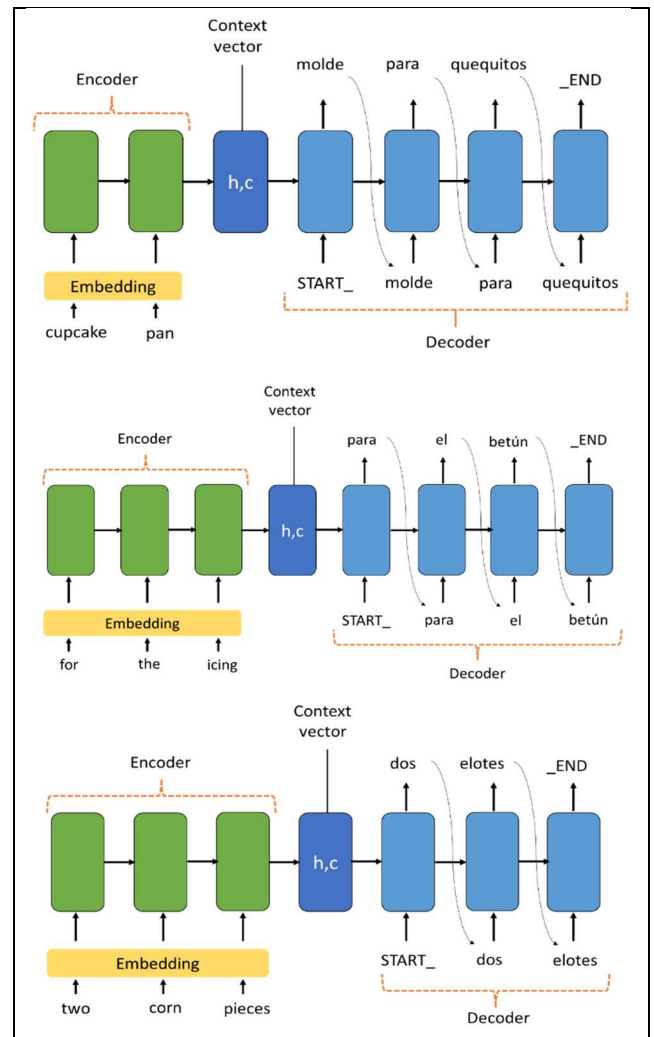 Context
vector
Encoder
molde para quequitos _END
h,c
Embedding
START_ molde para quequitos
cupcake pan
Decoder
Context
vector
Encoder
para el betún _END
h,c
Embedding
START_ para el betún
for the icing
Decoder
Context
vector
Encoder
dos elotes _END
h,c
Embedding
START_ dos elotes
two corn pieces
Decoder